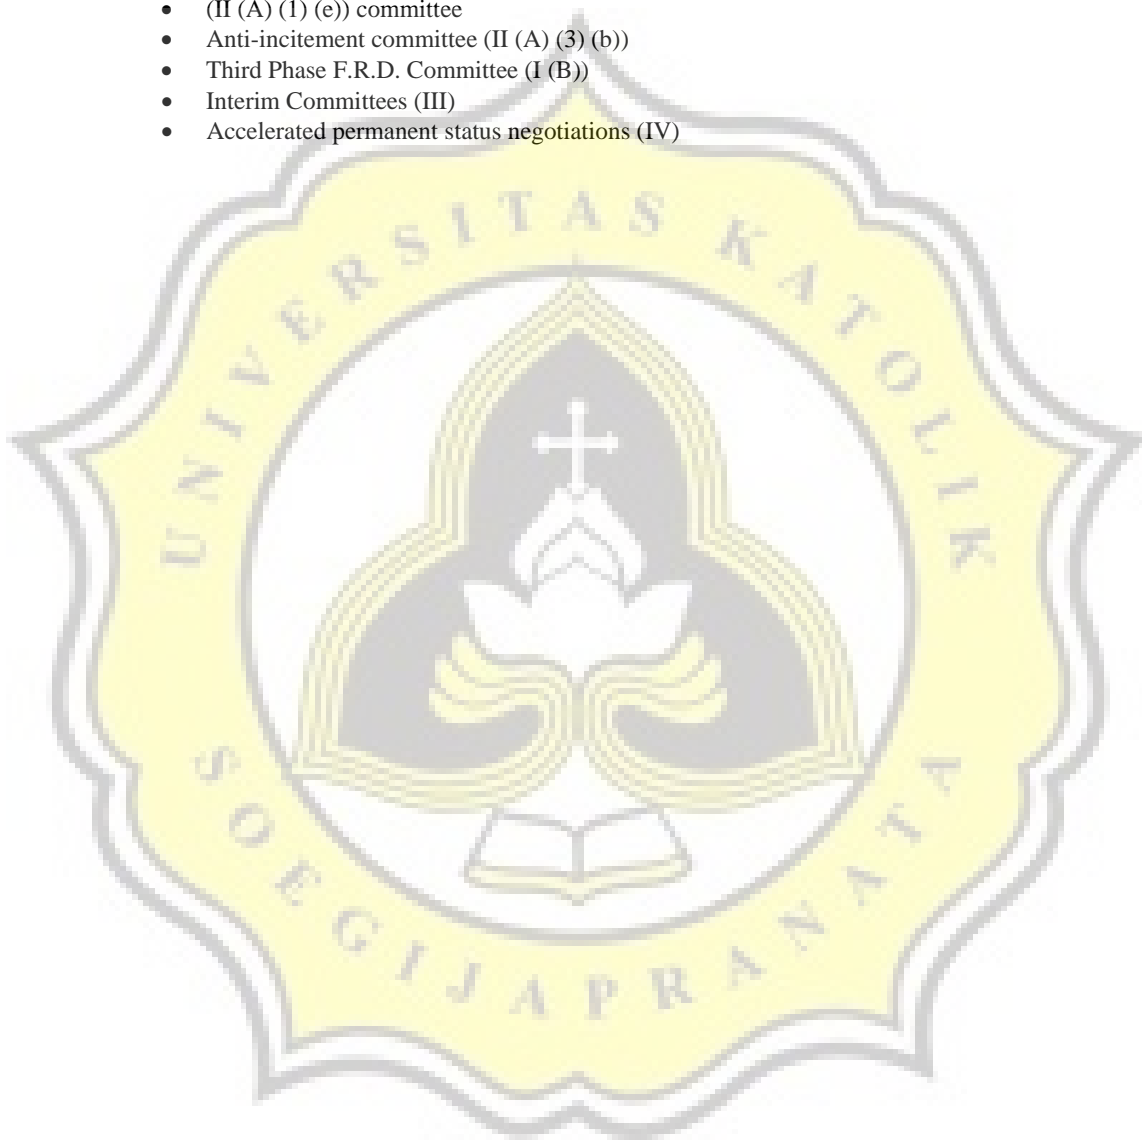 • (II (A) (1) (e)) committee
• Anti-incitement committee (II (A) (3) (b))
• Third Phase F.R.D. Committee (I (B))
• Interim Committees (III)
• Accelerated permanent status negotiations (IV)
UNIVERSITAS KATOLIK
SOEGIJAPRANATA